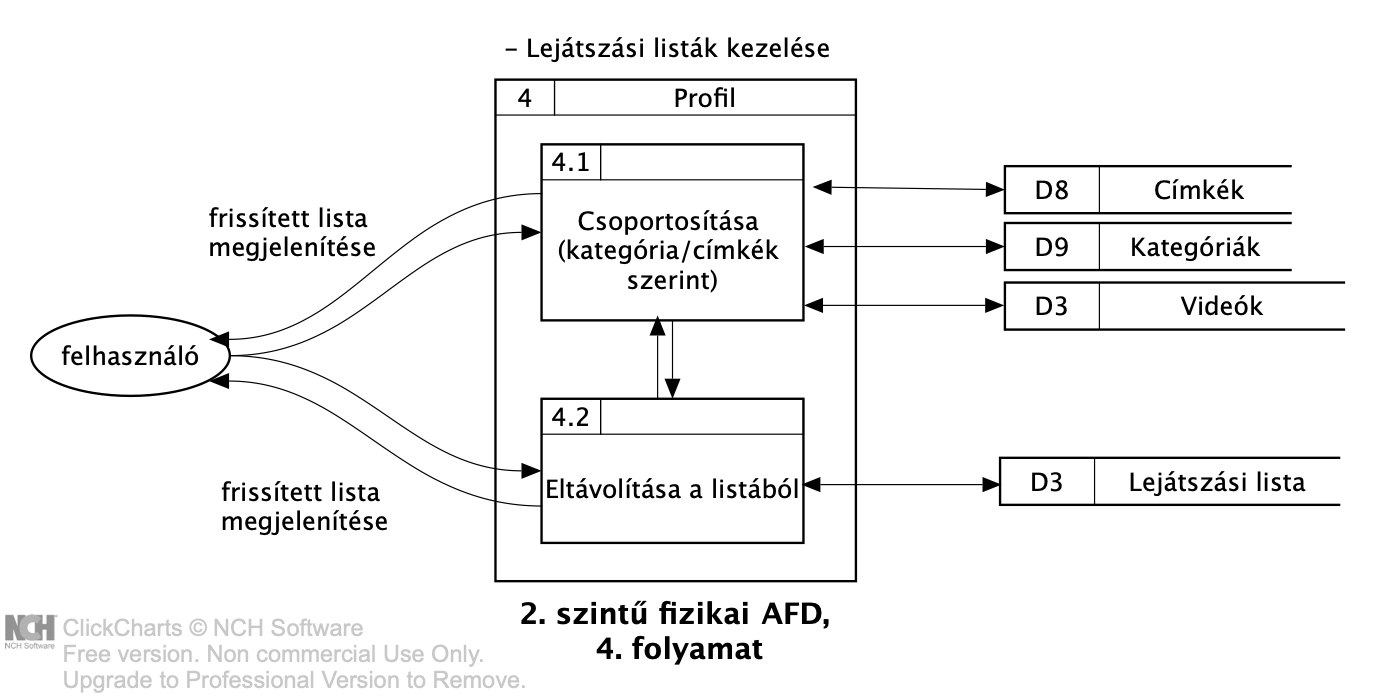 – Lejátszási listák kezelése
4 Profil
4.1
Csoportosítása
(kategória/címkék
szerint)
D8 Címkék
D9 Kategóriák
D3 Videók
frissített lista
megjelenítése
felhasználó
4.2
Eltávolítása a listából
D3 Lejátszási lista
frissített lista
megjelenítése
2. szintű fizikai AFD,
4. folyamat
NCH
NCH Software
ClickCharts © NCH Software
Free version. Non commercial Use Only.
Upgrade to Professional Version to Remove.